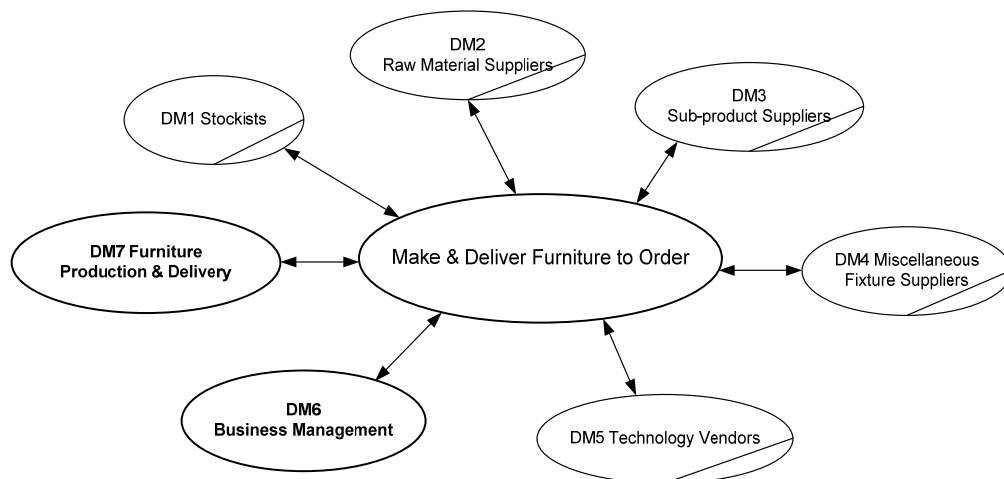 DM2
Raw Material Suppliers
DM3
Sub-product Suppliers
DM1 Stockists
DM7 Furniture
Production & Delivery
Make & Deliver Furniture to Order
DM4 Miscellaneous
Fixture Suppliers
DM6
Business Management
DM5 Technology Vendors